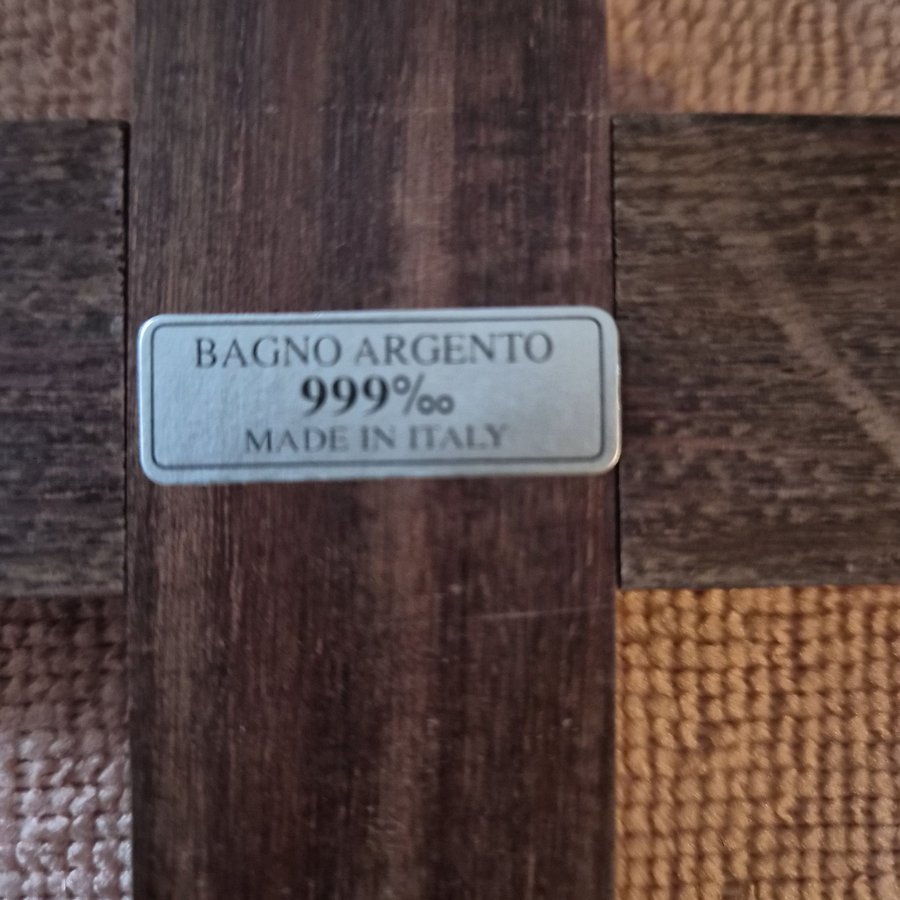 BAGNO ARGENTO
999‰
MADE IN ITALY